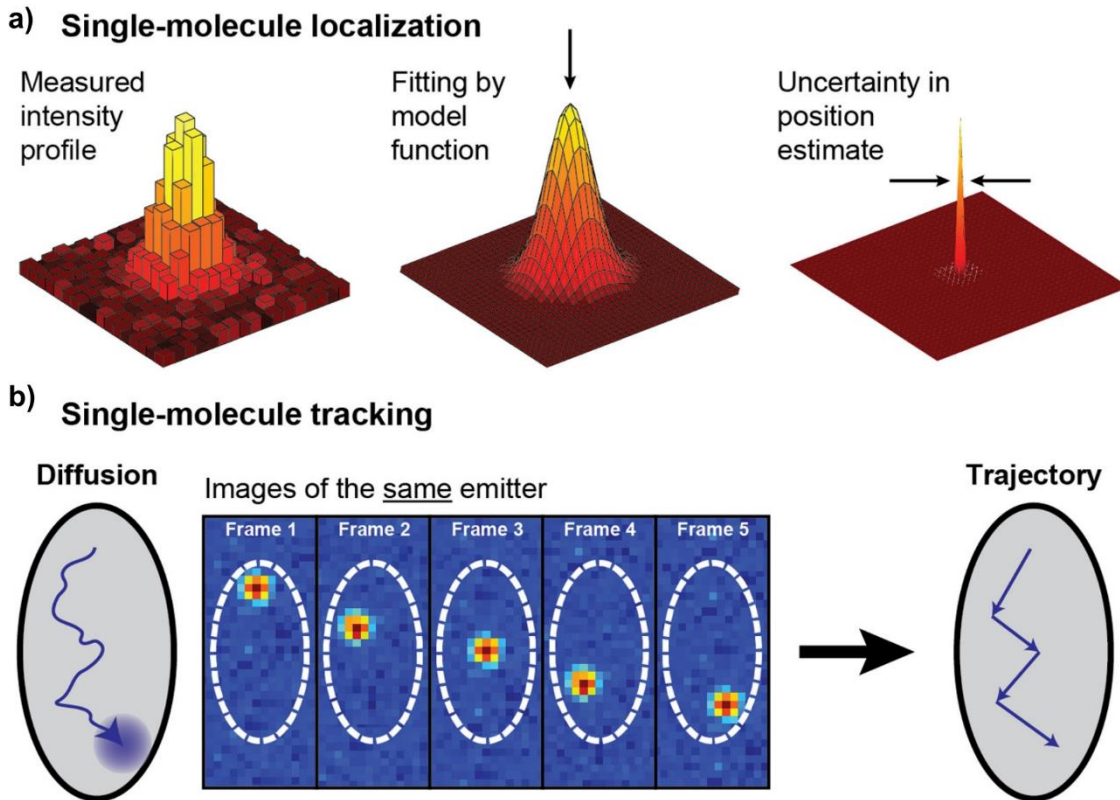 a) Single-molecule localization
Measured
intensity
profile
Fitting by
model
function
Uncertainty in
position
estimate
b) Single-molecule tracking
Diffusion
Images of the same emitter
Frame 1
Frame 2
Frame 3
Frame 4
Frame 5
Trajectory